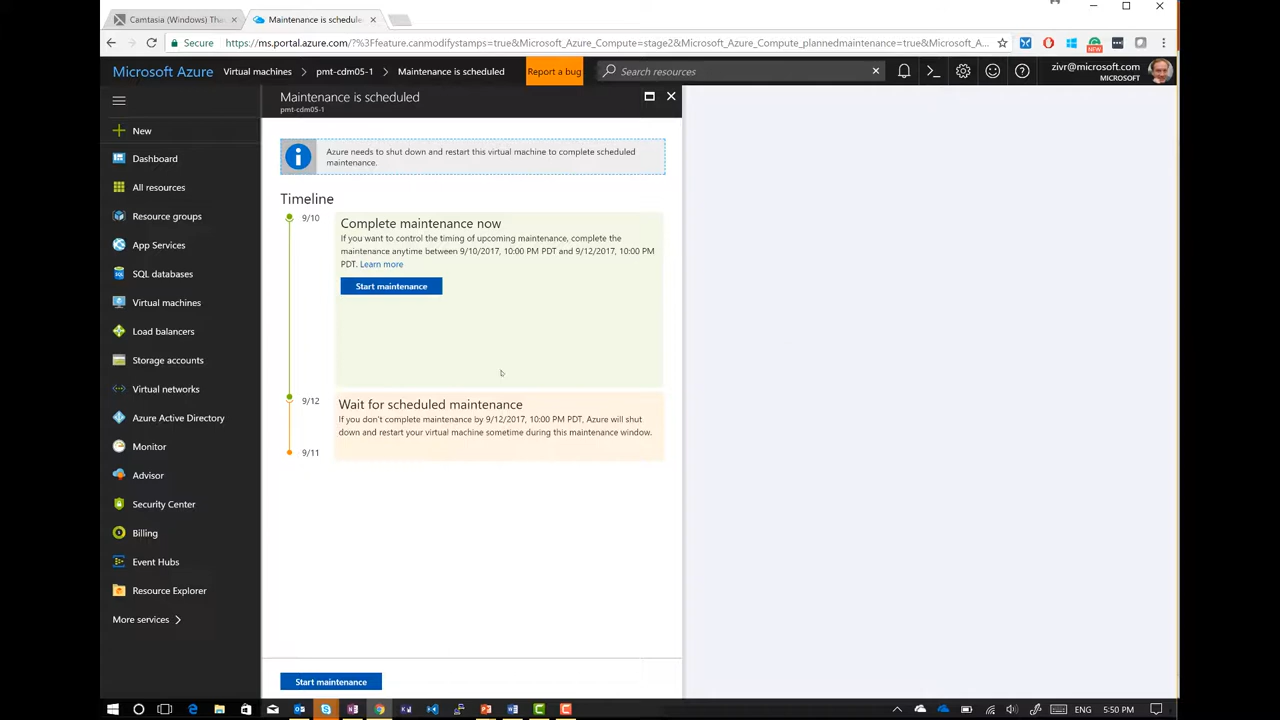 Camtasia (Windows) Tha
Maintenance is schedule
Secure
https://ms.portal.azure.com/?%3Ffeature.canmodifystamps=true&Microsoft_Azure_Compute=stage2&Microsoft_Azure_Compute_plannedmaintenance=true&Microsoft_A...
NEW
Microsoft Azure
Virtual machines
pmt-cdm05-1
Maintenance is scheduled
Report a bug
Search resources
zivr@microsoft.com
MICROSOFT
Maintenance is scheduled
pmt-cdm05-1
New
Dashboard
All resources
Resource groups
App Services
SQL databases
Virtual machines
Load balancers
Storage accounts
Virtual networks
Azure Active Directory
Monitor
Advisor
Security Center
Billing
Event Hubs
Resource Explorer
More services
Azure needs to shut down and restart this virtual machine to complete scheduled
maintenance.
Timeline
9/10
Complete maintenance now
If you want to control the timing of upcoming maintenance, complete the
maintenance anytime between 9/10/2017, 10:00 PM PDT and 9/12/2017, 10:00 PM
PDT. Learn more
Start maintenance
9/12
Wait for scheduled maintenance
If you don't complete maintenance by 9/12/2017, 10:00 PM PDT, Azure will shut
down and restart your virtual machine sometime during this maintenance window.
9/11
Start maintenance
ENG
5:50 PM